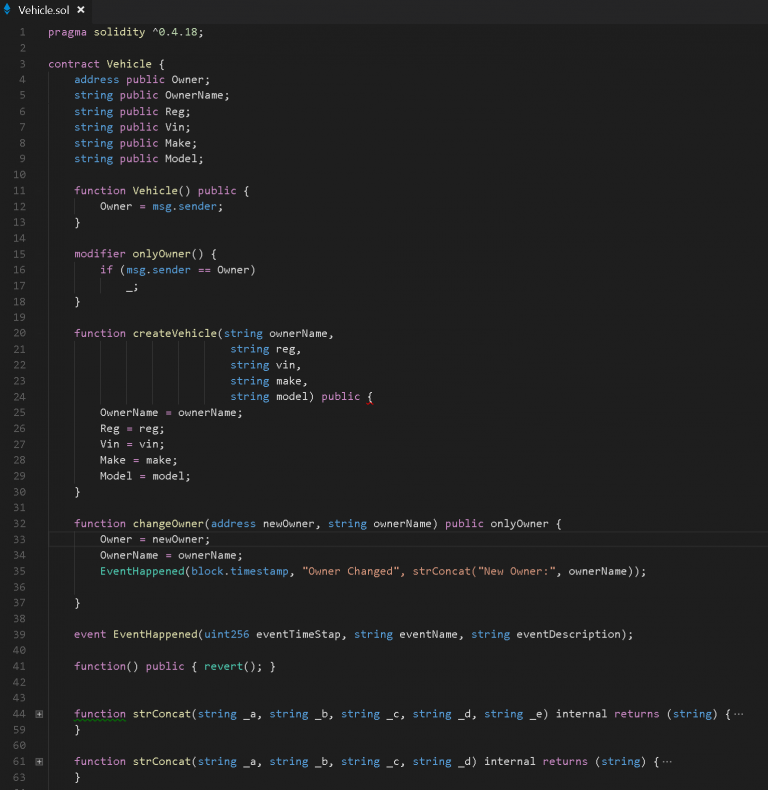 Vehicle.sol ×
1 pragma solidity ^0.4.18;
2
3 contract Vehicle {
4 address public Owner;
5 string public OwnerName;
6 string public Reg;
7 string public Vin;
8 string public Make;
9 string public Model;
10
11 function Vehicle() public {
12 Owner = msg.sender;
13 }
14
15 modifier onlyOwner() {
16 if (msg.sender == Owner)
17 _;
18 }
19
20 function createVehicle(string ownerName,
21 string reg,
22 string vin,
23 string make,
24 string model) public {
25 OwnerName = ownerName;
26 Reg = reg;
27 Vin = vin;
28 Make = make;
29 Model = model;
30 }
31
32 function changeOwner(address newOwner, string ownerName) public onlyOwner {
33 Owner = newOwner;
34 OwnerName = ownerName;
35 EventHappened(block.timestamp, "Owner Changed", strConcat("New Owner:", ownerName));
36
37 }
38
39 event EventHappened(uint256 eventTimeStap, string eventName, string eventDescription);
40
41 function() public { revert(); }
42
43
44 function strConcat(string _a, string _b, string _c, string _d, string _e) internal returns (string) {…
59 }
60
61 function strConcat(string _a, string _b, string _c, string _d) internal returns (string) {…
63 }